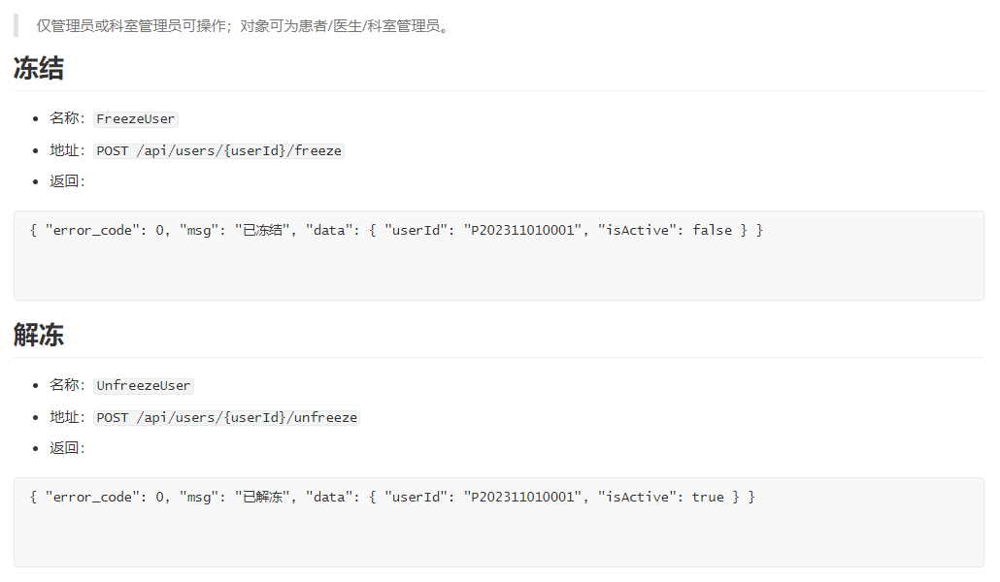 仅管理员或科室管理员可操作；对象可为患者/医生/科室管理员。
冻结
名称：FreezeUser
地址：POST /api/users/{userId}/freeze
返回：
{ "error_code": 0, "msg": "已冻结", "data": { "userId": "P202311010001", "isActive": false } }
解冻
名称：UnfreezeUser
地址：POST /api/users/{userId}/unfreeze
返回：
{ "error_code": 0, "msg": "已解冻", "data": { "userId": "P202311010001", "isActive": true } }